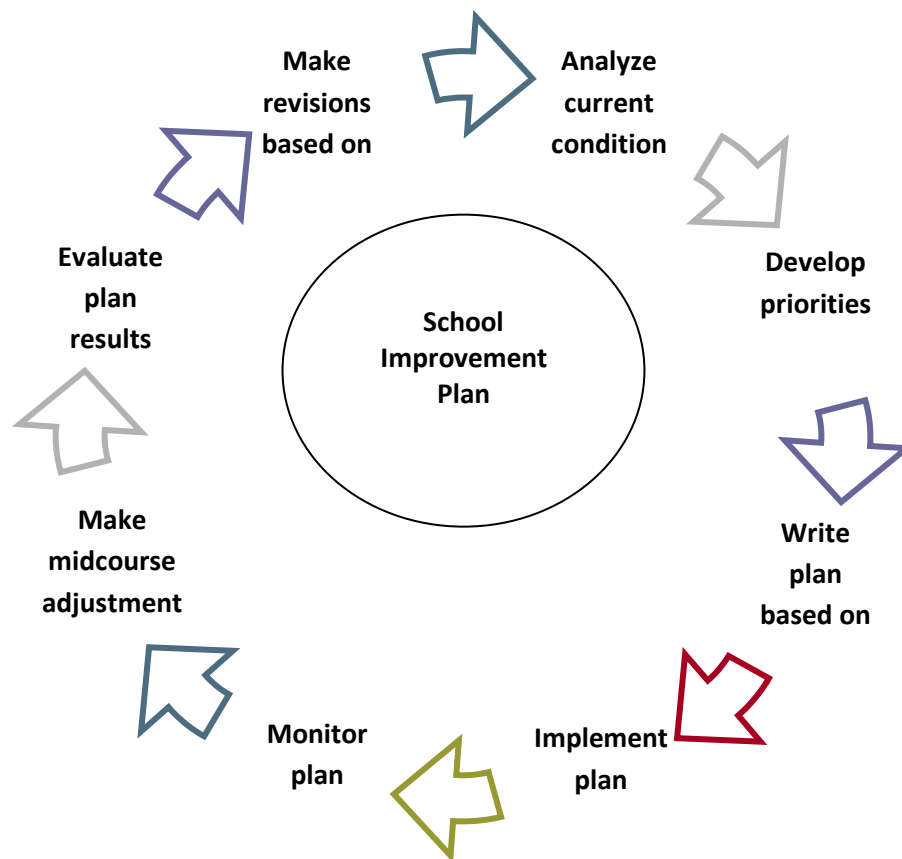 Make
revisions
based on
Analyze
current
condition
Develop
priorities
Write
plan
based on
Implement
plan
Monitor
plan
Make
midcourse
adjustment
Evaluate
plan
results
School
Improvement
Plan